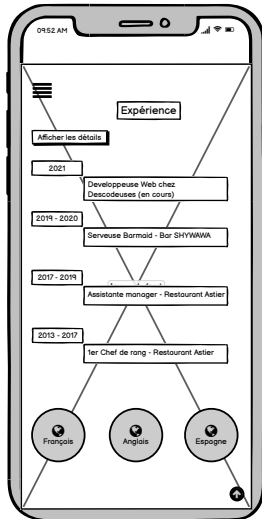 09:52 AM
Expérience
Afficher les détails
2021
Developpeuse Web chez
Descodeuses (en cours)
2019 - 2020
Serveuse Barmaid - Bar SHYWAWA
2017 - 2019
Assistante manager - Restaurant Astier
2013 - 2017
1er Chef de rang - Restaurant Astier
Français
Anglais
Espagne